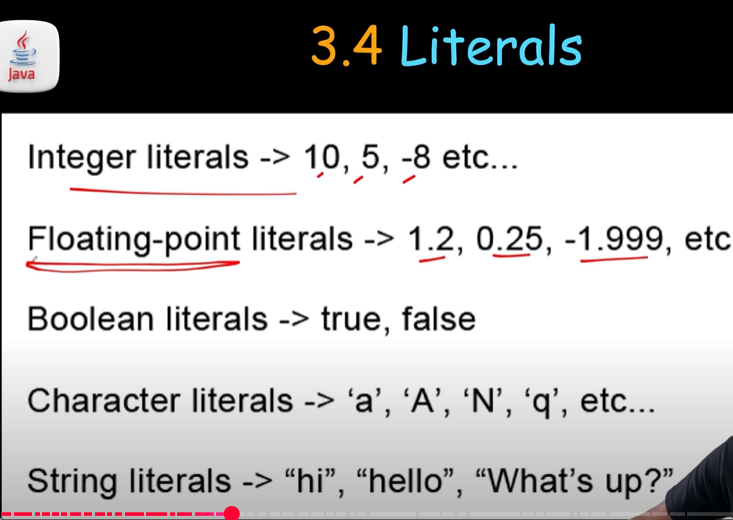 Java
3.4 Literals
Integer literals -> 10, 5, -8 etc...
Floating-point literals -> 1.2, 0.25, -1.999, etc
Boolean literals -> true, false
Character literals -> ‘a’, ‘A’, ‘N’, ‘q’, etc...
String literals -> “hi”, “hello”, “What’s up?”